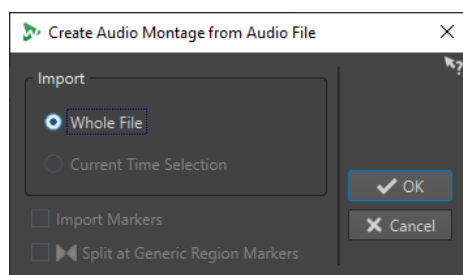 Create Audio Montage from Audio File
Import
Whole File
Current Time Selection
OK
Import Markers
Cancel
Split at Generic Region Markers